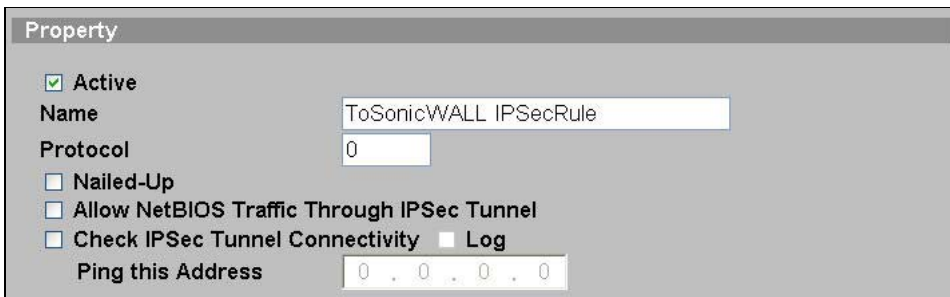 Property
Active
Name ToSonicWALL IPSecRule
Protocol 0
Nailed-Up
Allow NetBIOS Traffic Through IPSec Tunnel
Check IPSec Tunnel Connectivity Log
Ping this Address 0 . 0 . 0 . 0